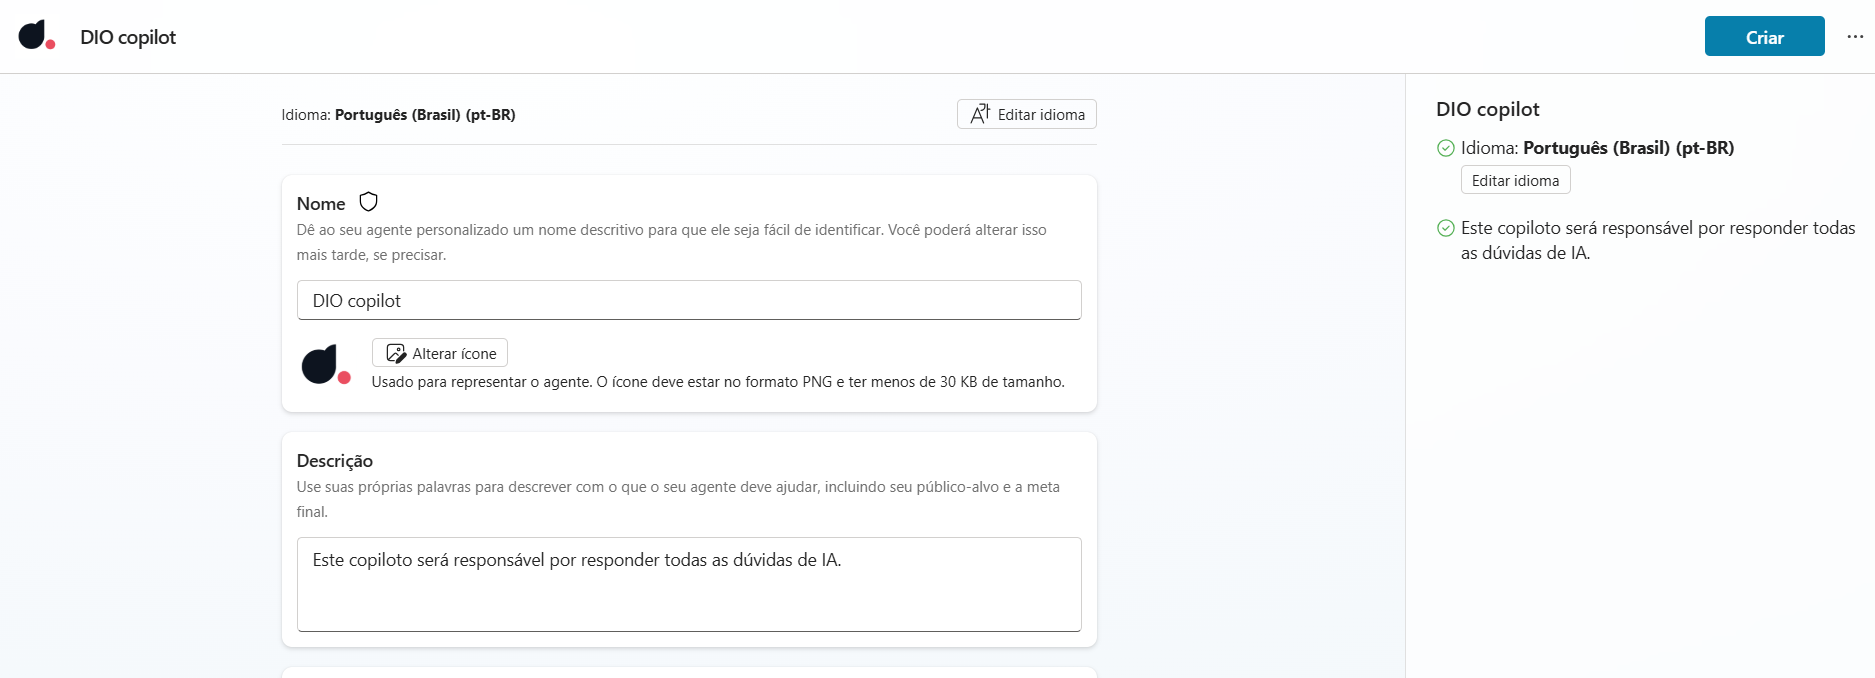 DIO copilot
Criar
Idioma: Português (Brasil) (pt-BR)
Editar idioma
Nome
Dê ao seu agente personalizado um nome descritivo para que ele seja fácil de identificar. Você poderá alterar isso
mais tarde, se precisar.
DIO copilot
Alterar ícone
Usado para representar o agente. O ícone deve estar no formato PNG e ter menos de 30 KB de tamanho.
Descrição
Use suas próprias palavras para descrever com o que o seu agente deve ajudar, incluindo seu público-alvo e a meta
final.
Este copiloto será responsável por responder todas as dúvidas de IA.
DIO copilot
Idioma: Português (Brasil) (pt-BR)
Editar idioma
Este copiloto será responsável por responder todas
as dúvidas de IA.